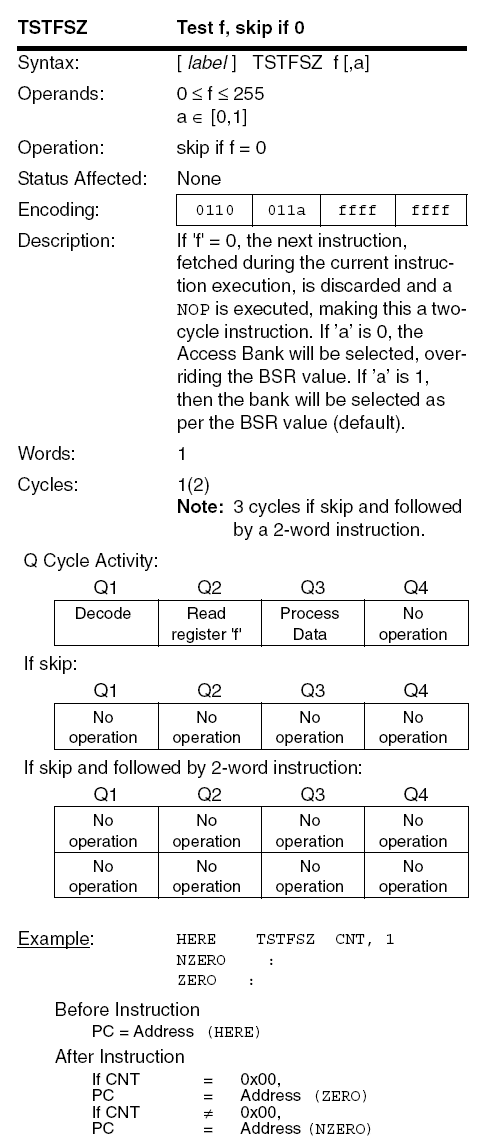 TSTFSZ Test f, skip if 0
Syntax: [ label ] TSTFSZ f [,a]
Operands: 0 ≤ f ≤ 255
a ∈ [0,1]
Operation: skip if f = 0
Status Affected: None
Encoding: 0110 011a ffff ffff
Description: If 'f' = 0, the next instruction,
fetched during the current instruc-
tion execution, is discarded and a
NOP is executed, making this a two-
cycle instruction. If ’a’ is 0, the
Access Bank will be selected, over-
riding the BSR value. If ’a’ is 1,
then the bank will be selected as
per the BSR value (default).
Words: 1
Cycles: 1(2)
Note: 3 cycles if skip and followed
by a 2-word instruction.
Q Cycle Activity:
Q1 Q2 Q3 Q4
Decode Read Process No
register 'f' Data operation
If skip:
Q1 Q2 Q3 Q4
No No No No
operation operation operation operation
If skip and followed by 2-word instruction:
Q1 Q2 Q3 Q4
No No No No
operation operation operation operation
No No No No
operation operation operation operation
Example: HERE TSTFSZ CNT, 1
NZERO :
ZERO :
Before Instruction
PC = Address (HERE)
After Instruction
If CNT = 0x00,
PC = Address (ZERO)
If CNT ≠ 0x00,
PC = Address (NZERO)